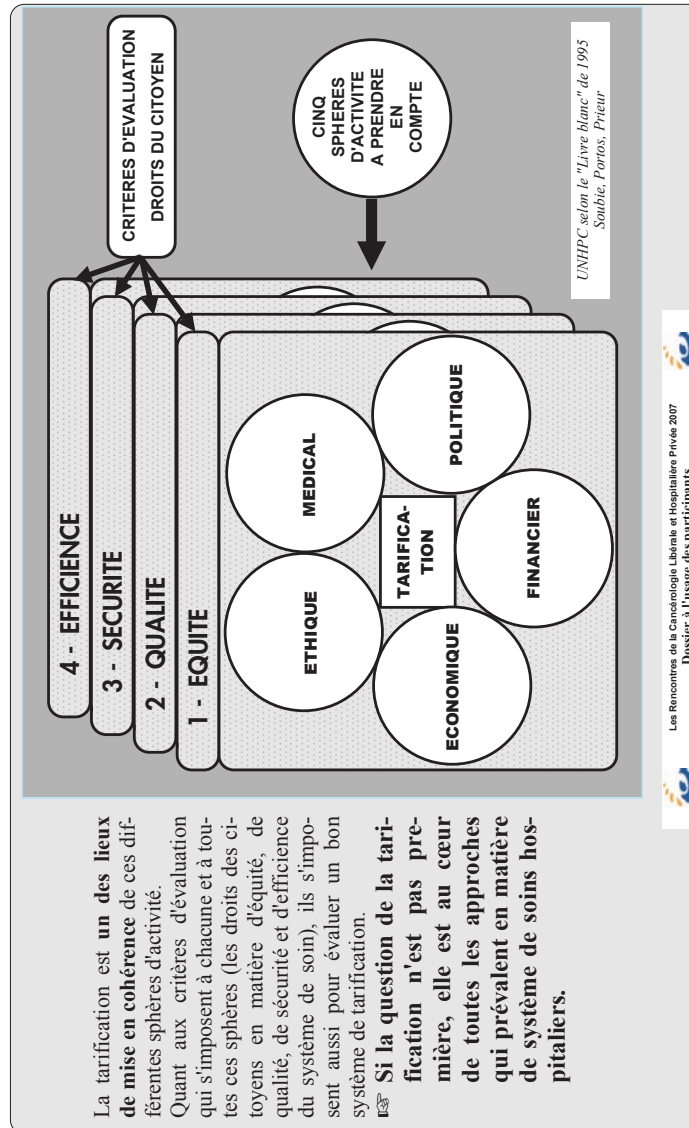 La tarification est un des lieux
de mise en cohérence de ces dif-
férentes sphères d'activité.
Quant aux critères d'évaluation
qui s'imposent à chacune et à tou-
tes ces sphères (les droits des ci-
toyens en matière d'équité, de
qualité, de sécurité et d'efficience
du système de soin), ils s'impo-
sent aussi pour évaluer un bon
système de tarification.
☞ Si la question de la tari-
fication n'est pas pre-
mière, elle est au cœur
de toutes les approches
qui prévalent en matière
de système de soins hos-
pitaliers.
4 - EFFICIENCE
3 - SECURITE
2 - QUALITE
1 - EQUITE
CRITERES D'EVALUATION
DROITS DU CITOYEN
ETHIQUE
MEDICAL
TARIFICA-
TION
ECONOMIQUE
POLITIQUE
FINANCIER
CINQ
SPHERES
D'ACTIVITE
A PRENDRE
EN
COMPTE
UNHPC selon le "Livre blanc" de 1995
Soubie, Portos, Prieur
Les Rencontres de la Cancérologie Libérale et Hospitalière Privée 2007
Dossier à l'usage des participants